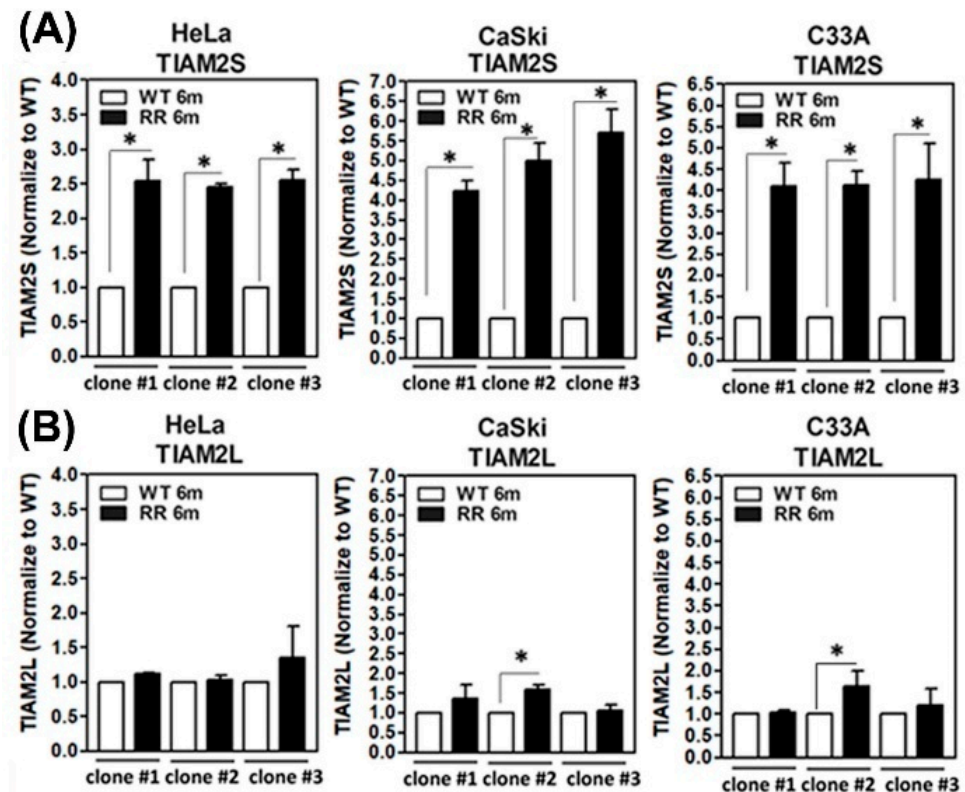 (A)
HeLa
TIAM2S
TIAM2S (Normalize to WT)
4.0
3.5
3.0
2.5
2.0
1.5
1.0
0.5
0.0
WT 6m
RR 6m
*
*
*
clone #1 clone #2 clone #3
CaSki
TIAM2S
TIAM2S (Normalize to WT)
7.0
6.5
6.0
5.5
5.0
4.5
4.0
3.5
3.0
2.5
2.0
1.5
1.0
0.5
0.0
WT 6m
RR 6m
*
*
*
clone #1 clone #2 clone #3
C33A
TIAM2S
TIAM2S (Normalize to WT)
6.5
6.0
5.5
5.0
4.5
4.0
3.5
3.0
2.5
2.0
1.5
1.0
0.5
0.0
WT 6m
RR 6m
*
*
*
clone #1 clone #2 clone #3
(B)
HeLa
TIAM2L
TIAM2L (Normalize to WT)
4.0
3.5
3.0
2.5
2.0
1.5
1.0
0.5
0.0
WT 6m
RR 6m
clone #1 clone #2 clone #3
CaSki
TIAM2L
TIAM2L (Normalize to WT)
7.0
6.5
6.0
5.5
5.0
4.5
4.0
3.5
3.0
2.5
2.0
1.5
1.0
0.5
0.0
WT 6m
RR 6m
*
clone #1 clone #2 clone #3
C33A
TIAM2L
TIAM2L (Normalize to WT)
6.5
6.0
5.5
5.0
4.5
4.0
3.5
3.0
2.5
2.0
1.5
1.0
0.5
0.0
WT 6m
RR 6m
*
clone #1 clone #2 clone #3